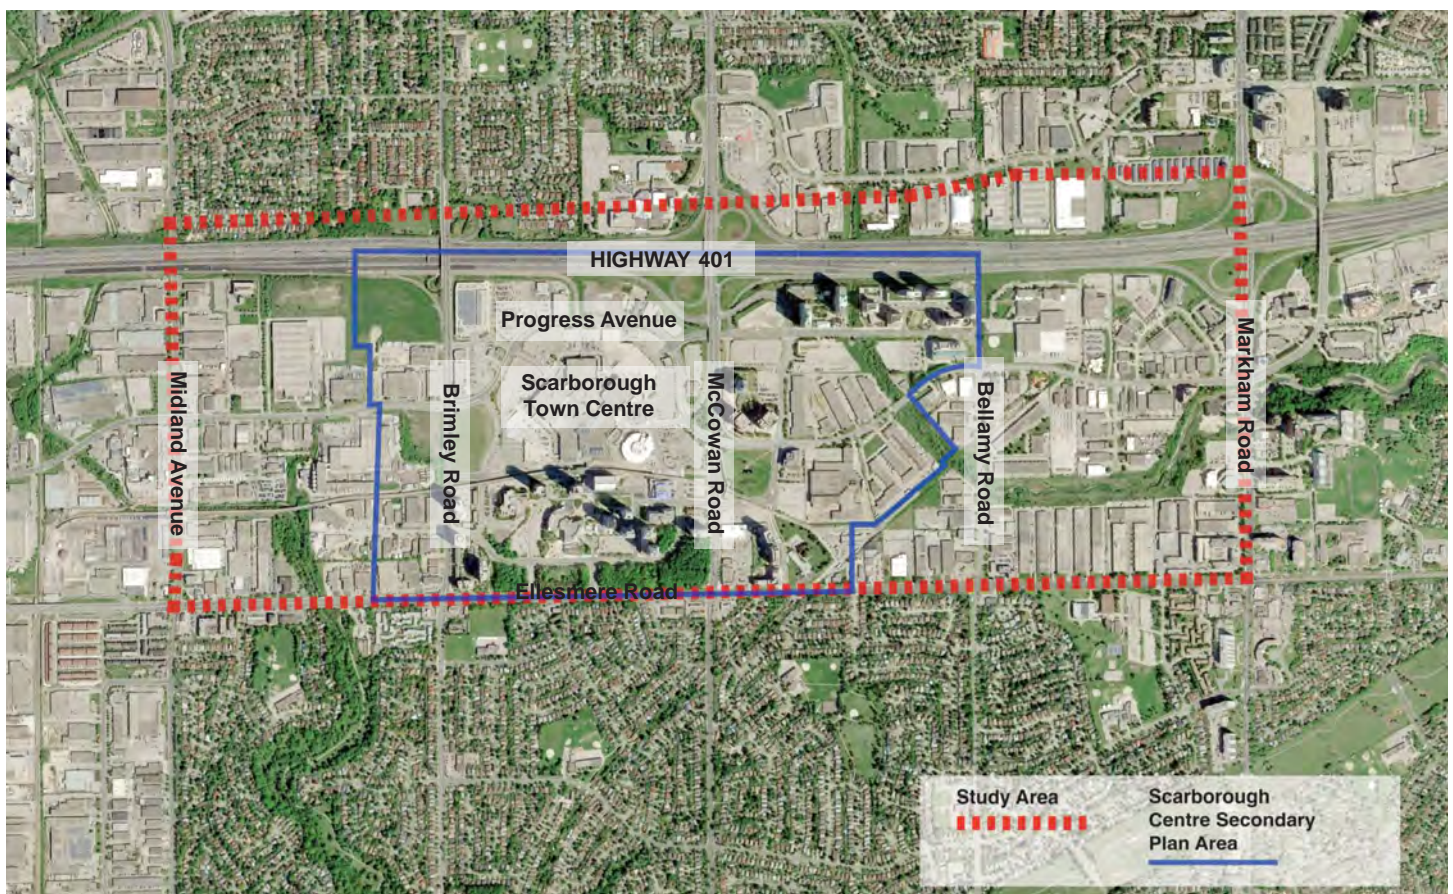 HIGHWAY 401
Progress Avenue
Scarborough
Town Centre
Midland Avenue
Brimley Road
McCowan Road
Bellamy Road
Markham Road
Ellesmere Road
Study Area
Scarborough
Centre Secondary
Plan Area